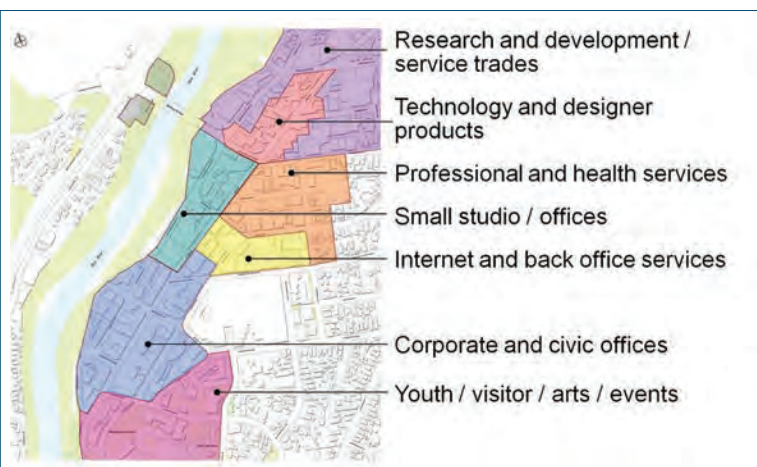 Research and development /
service trades
Technology and designer
products
Professional and health services
Small studio / offices
Internet and back office services
Corporate and civic offices
Youth / visitor / arts / events